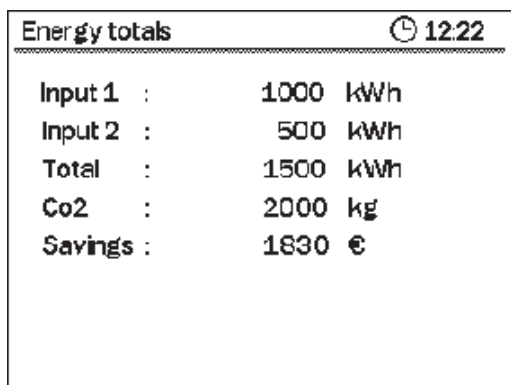 Energy totals 12:22
Input 1 : 1000 kWh
Input 2 : 500 kWh
Total : 1500 kWh
Co2 : 2000 kg
Savings : 1830 €